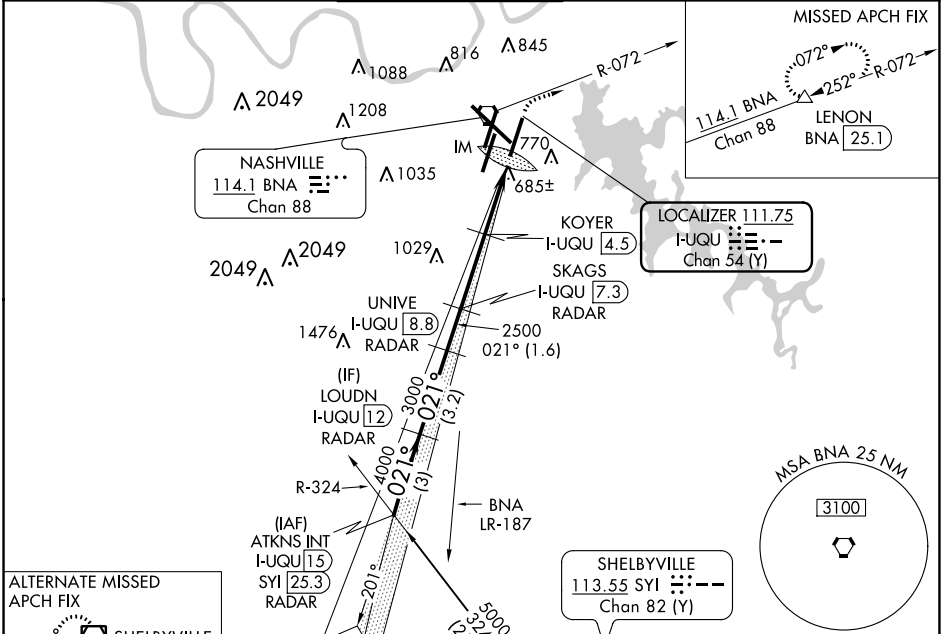 MISSED APCH FIX
072°
252°
R-072
114.1 BNA
Chan 88
LENON
BNA 25.1
845
816
1088
2049
1208
R-072
IM
770
NASHVILLE
114.1 BNA
Chan 88
1035
685±
KOYER
I-UQU 4.5
LOCALIZER 111.75
I-UQU
Chan 54 (Y)
2049
2049
1029
SKAGS
I-UQU 7.3
RADAR
UNIVE
I-UQU 8.8
RADAR
1476
2500
021° (1.6)
(IF)
LOUDN
I-UQU 12
RADAR
3000
021°
(3.2)
4000
021°
(3)
R-324
BNA
LR-187
(IAF)
ATKNS INT
I-UQU 15
SYI 25.3
RADAR
201°
MSA BNA 25 NM
3100
SHELBYVILLE
113.55 SYI
Chan 82 (Y)
5000
ALTERNATE MISSED
APCH FIX
SHELBYVILLE